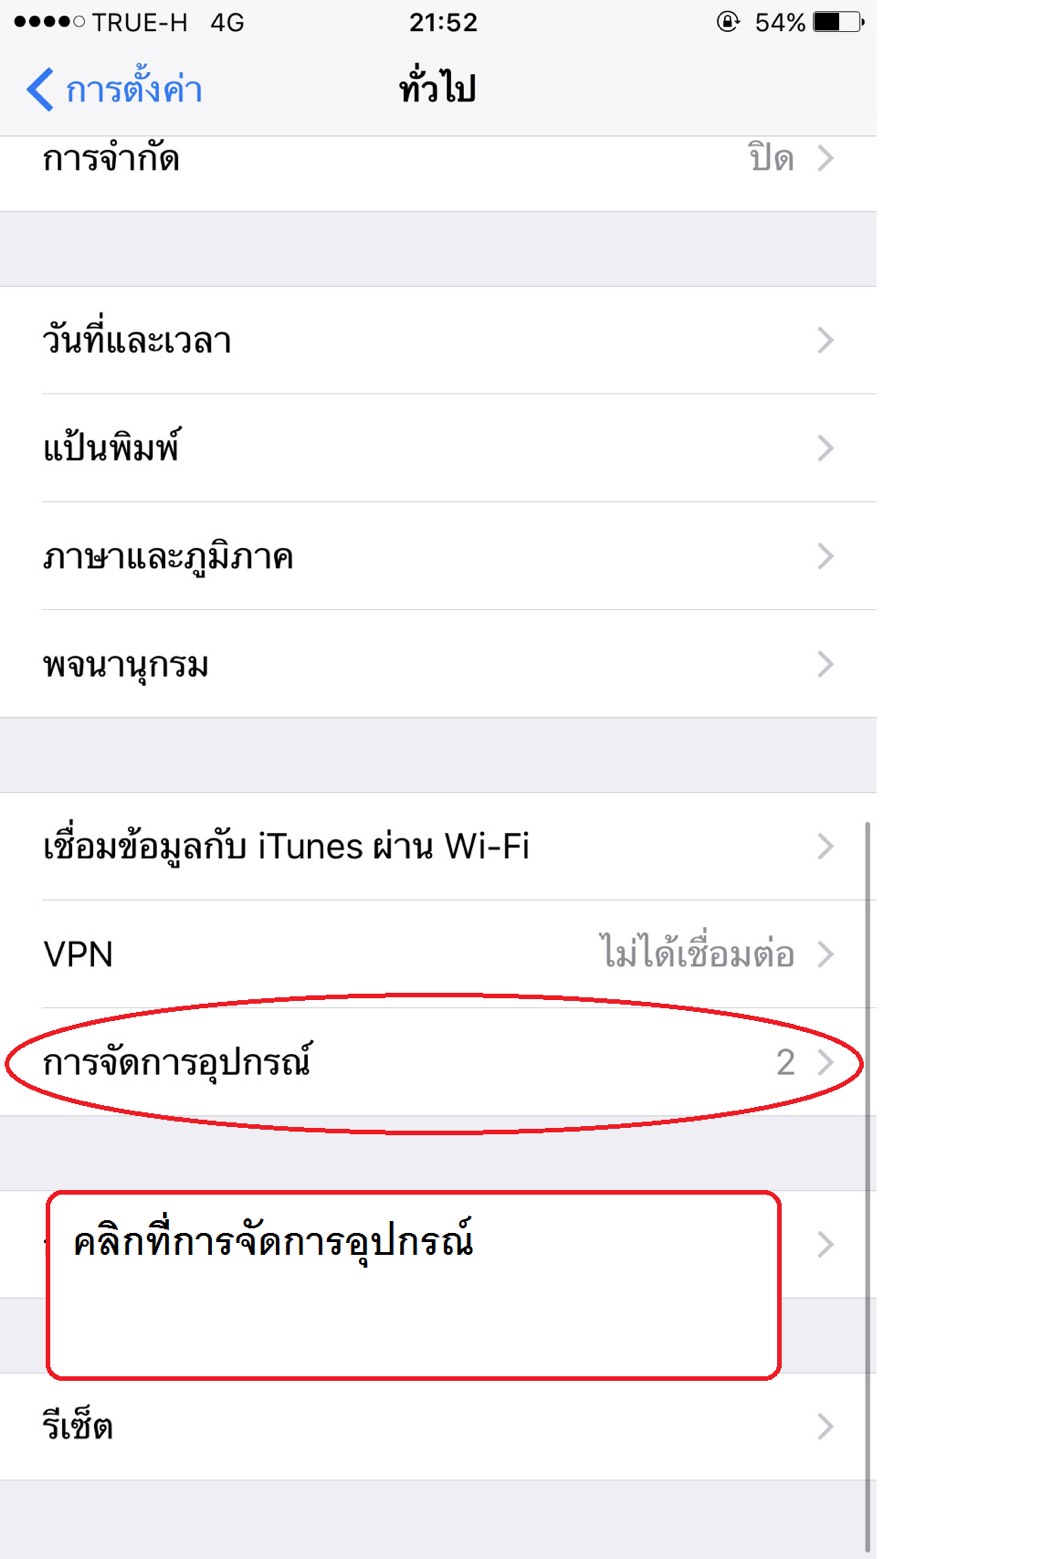 TRUE-H 4G 21:52 54%
การตั้งค่า ทั่วไป
การจำกัด ปิด
วันที่และเวลา
แป้นพิมพ์
ภาษาและภูมิภาค
พจนานุกรม
เชื่อมข้อมูลกับ iTunes ผ่าน Wi-Fi
VPN ไม่ได้เชื่อมต่อ
การจัดการอุปกรณ์ 2
คลิกที่การจัดการอุปกรณ์
รีเซ็ต